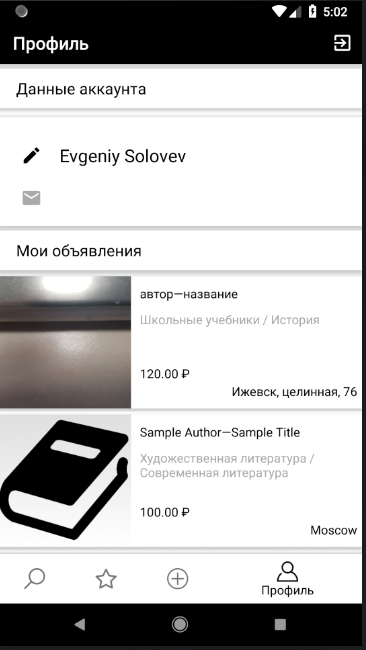 5:02
Профиль
Данные аккаунта
Evgeniy Solovev
Мои объявления
автор—название
Школьные учебники / История
120.00 ₽
Ижевск, целинная, 76
Sample Author—Sample Title
Художественная литература /
Современная литература
100.00 ₽
Moscow
Профиль